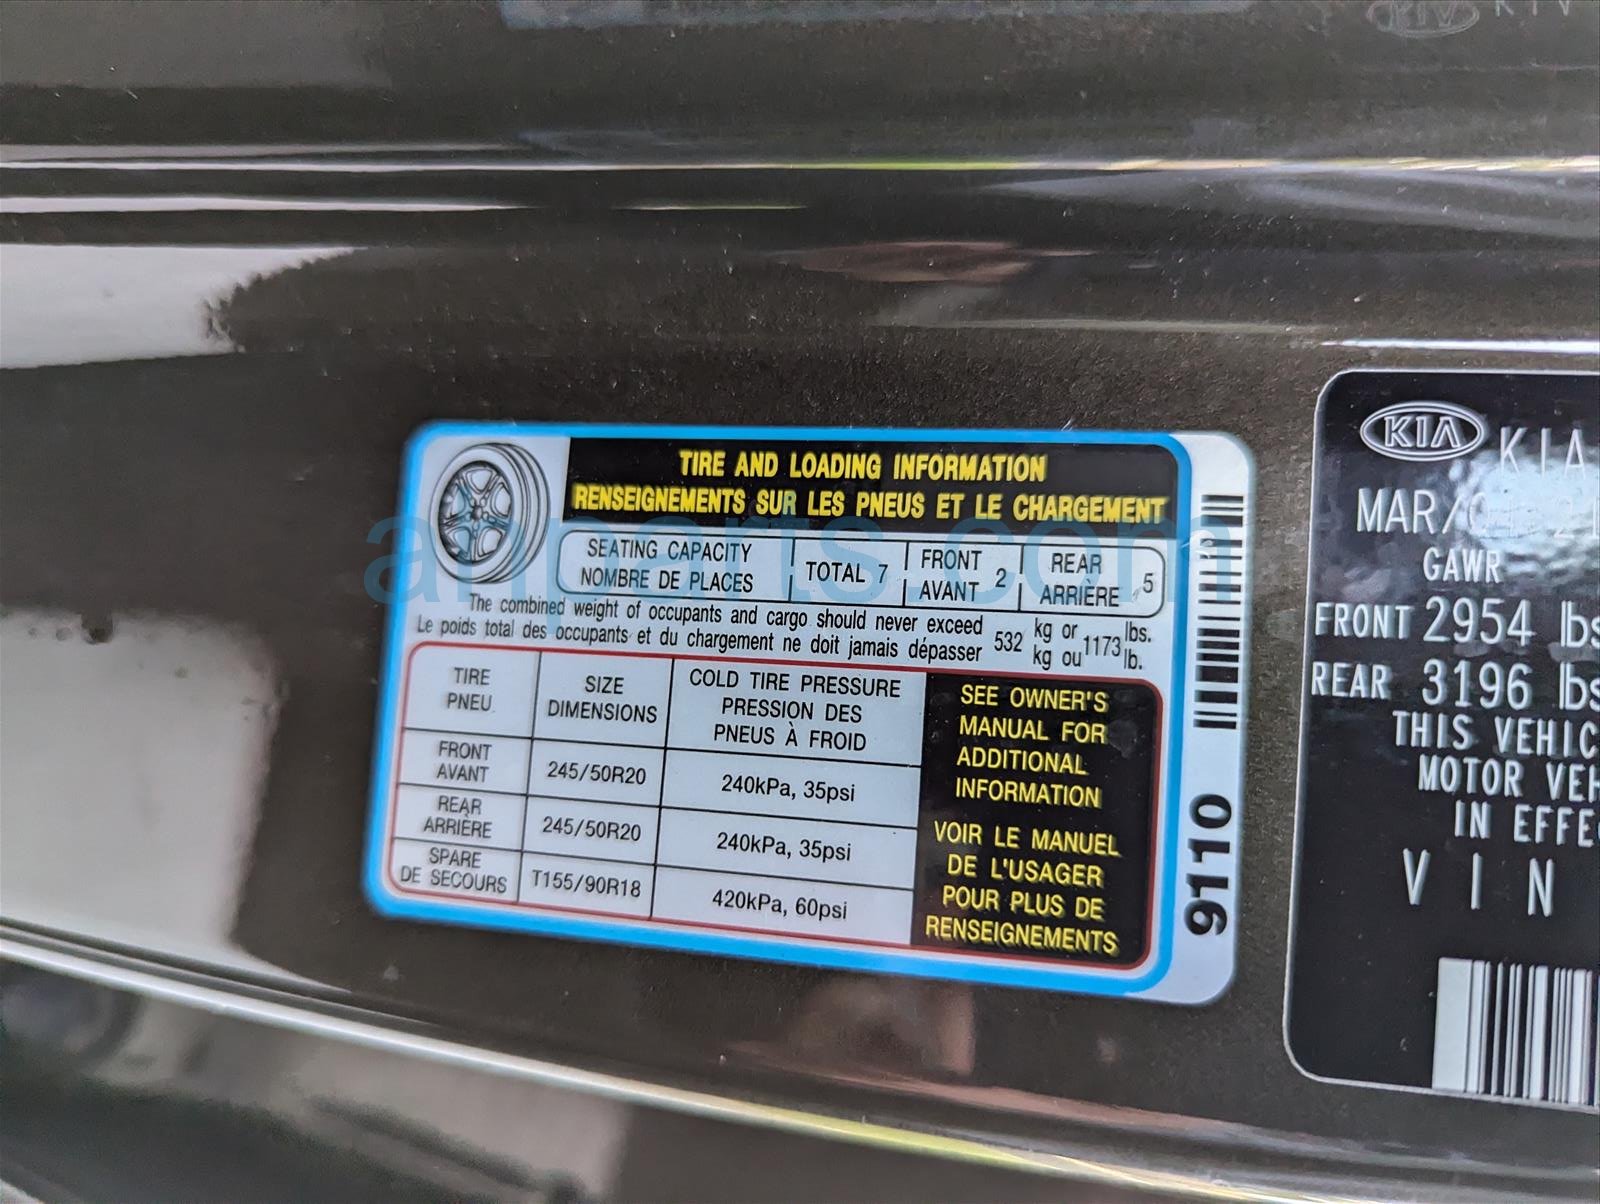 TIRE AND LOADING INFORMATION
RENSEIGNEMENTS SUR LES PNEUS ET LE CHARGEMENT
SEATING CAPACITY
NOMBRE DE PLACES
TOTAL 7
FRONT
AVANT
2
REAR
ARRIÈRE
5
The combined weight of occupants and cargo should never exceed
Le poids total des occupants et du chargement ne doit jamais dépasser
532
kg or
kg ou
1173
lbs.
lb.
TIRE
PNEU
SIZE
DIMENSIONS
COLD TIRE PRESSURE
PRESSION DES
PNEUS À FROID
FRONT
AVANT
245/50R20
240kPa, 35psi
REAR
ARRIÈRE
245/50R20
240kPa, 35psi
SPARE
DE SECOURS
T155/90R18
420kPa, 60psi
SEE OWNER'S
MANUAL FOR
ADDITIONAL
INFORMATION
VOIR LE MANUEL
DE L'USAGER
POUR PLUS DE
RENSEIGNEMENTS
9110
anparts.com
KIA KIA
MAR/
GAWR
FRONT 2954 lbs
REAR 3196 lbs
THIS VEHIC
MOTOR VEH
IN EFFE
VIN